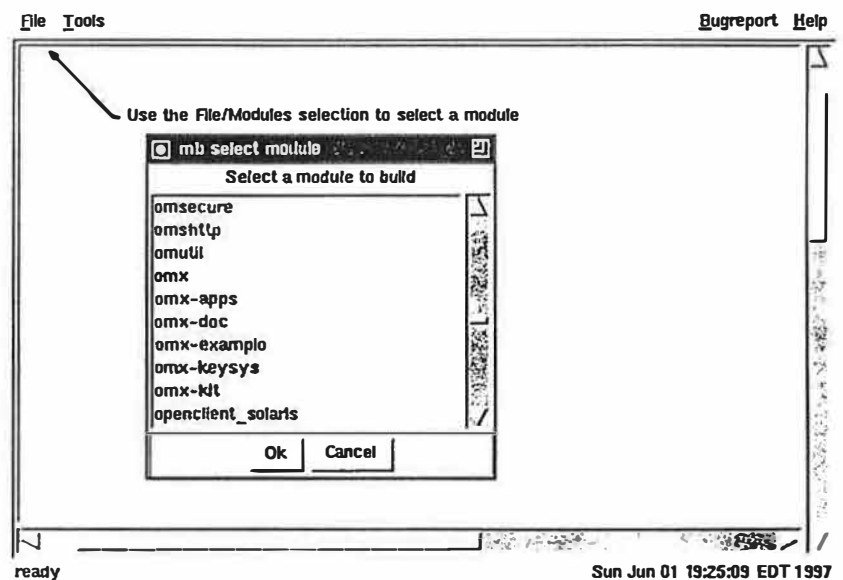 File Tools Bugreport Help
Use the File/Modules selection to select a module
mb select module
Select a module to build
omsecure
omshttp
omutil
omx
omx-apps
omx-doc
omx-example
omx-keysys
omx-kit
openclient_solaris
Ok Cancel
ready Sun Jun 01 19:25:09 EDT 1997